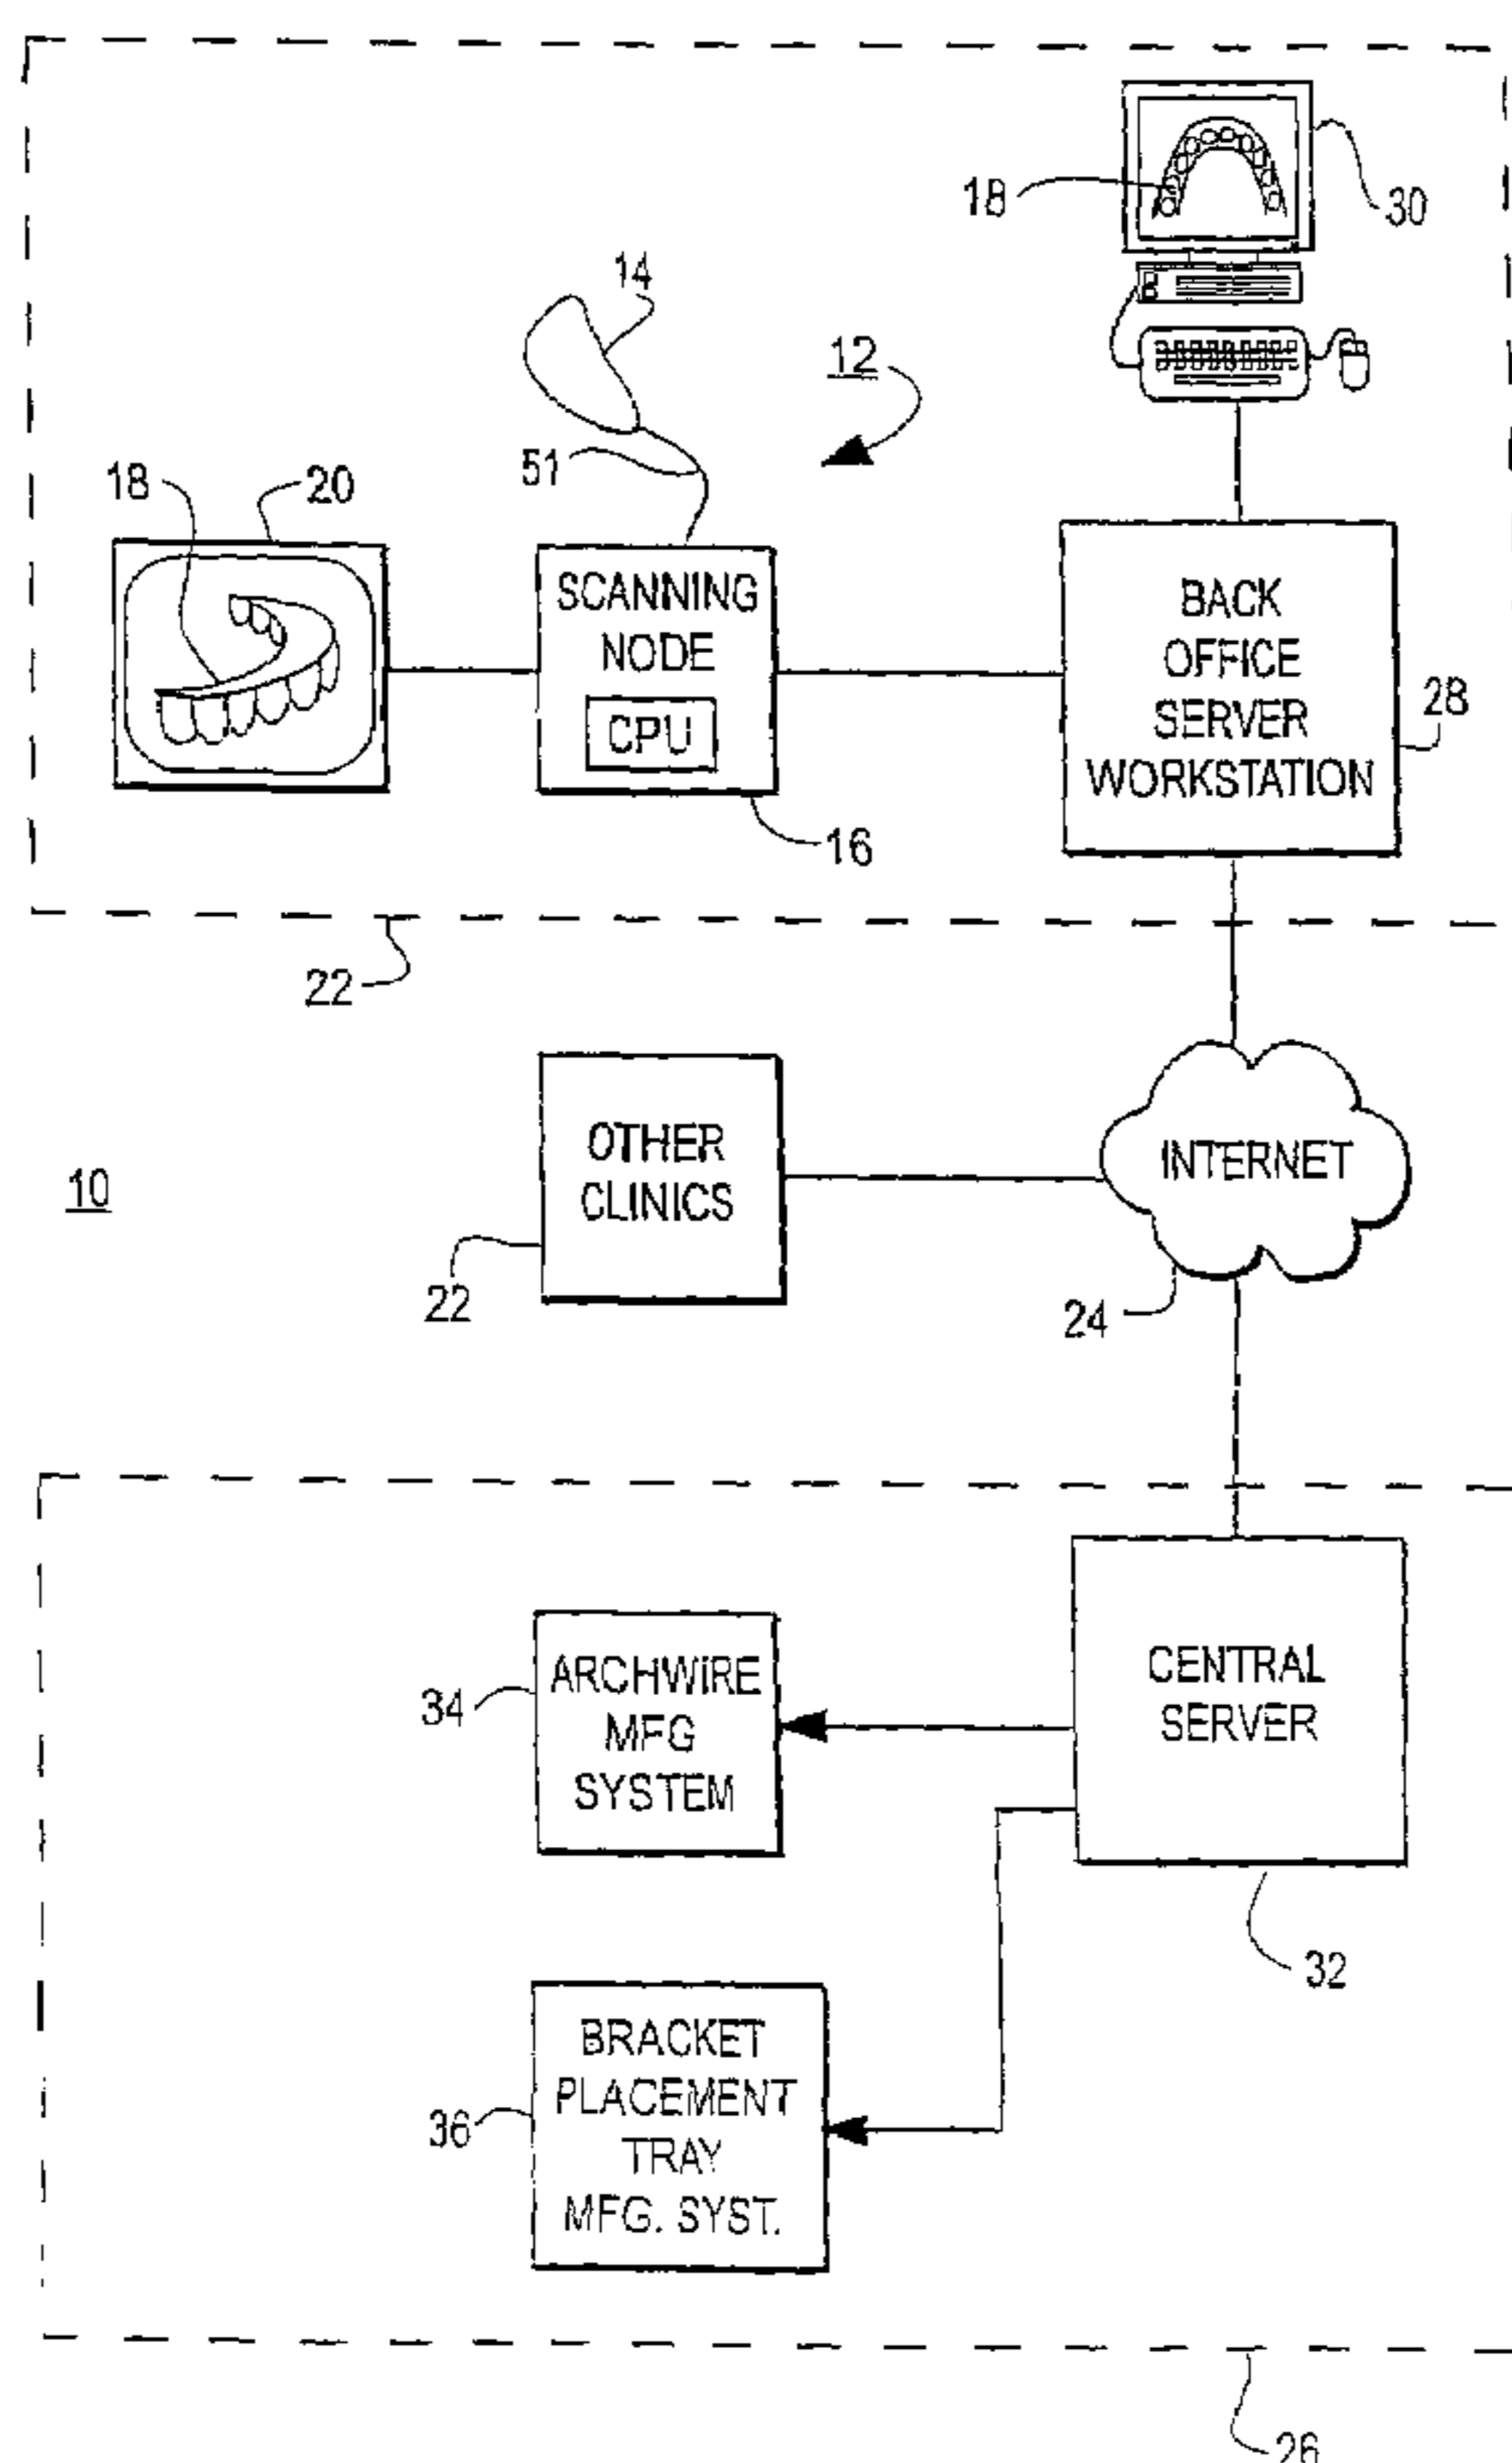 18
30
14
12
51
18
20
SCANNING
NODE
CPU
16
BACK
OFFICE
SERVER
WORKSTATION
28
22
OTHER
CLINICS
22
INTERNET
24
10
CENTRAL
SERVER
32
ARCHWIRE
MFG
SYSTEM
34
BRACKET
PLACEMENT
TRAY
MFG. SYST.
36
26